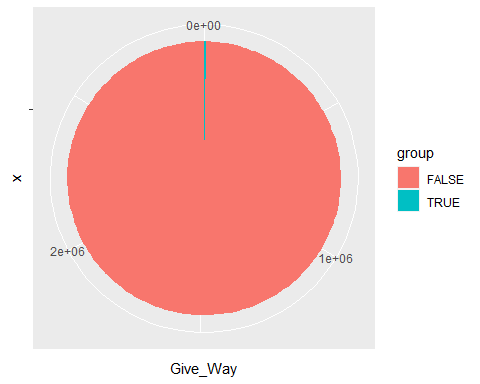 0e+00
group
FALSE
TRUE
x
2e+06
1e+06
Give_Way